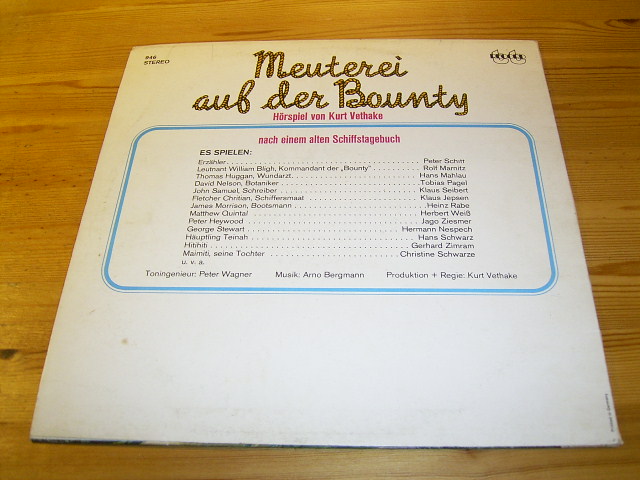 946
STEREO
Meuterei
auf der Bounty
Hörspiel von Kurt Vethake
nach einem alten Schiffstagebuch
ES SPIELEN:
Erzähler Peter Schiff
Leutnant William Bligh, Kommandant der „Bounty" Rolf Marnitz
Thomas Huggan, Wundarzt Hans Mahlau
David Nelson, Botaniker Tobias Pagel
John Samuel, Schreiber Klaus Seibert
Fletcher Chritian, Schiffersmaat Klaus Jepsen
James Morrison, Bootsmann Heinz Rabe
Matthew Quintal Herbert Weiß
Peter Heywood Jago Ziesmer
George Stewart Hermann Nespech
Häuptling Teinah Hans Schwarz
Hitihiti Gerhard Zimram
Maimiti, seine Tochter Christine Schwarze
u. v. a.
Toningenieur: Peter Wagner Musik: Arno Bergmann Produktion + Regie: Kurt Vethake